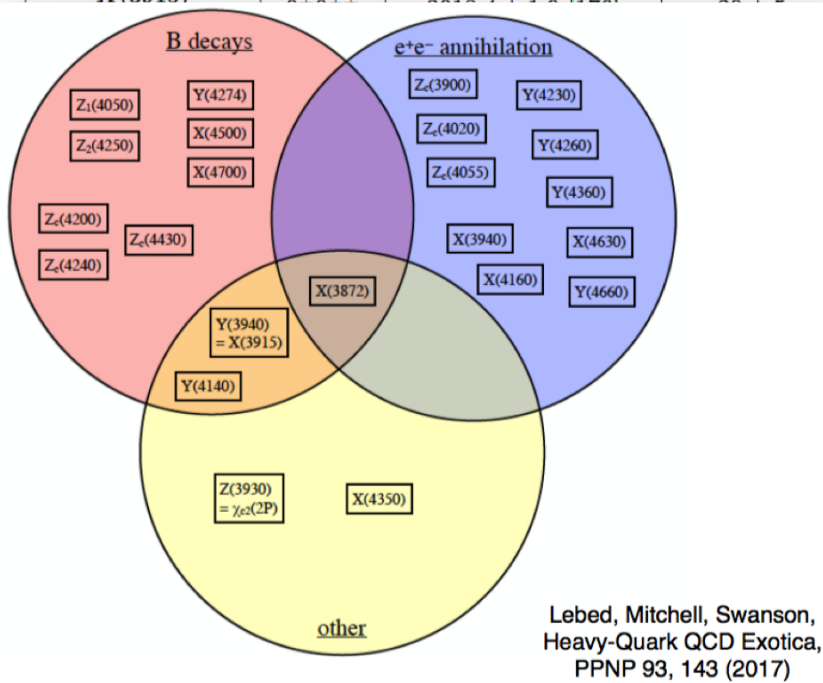 B decays
e+e− annihilation
Z1(4050)
Y(4274)
Z2(4250)
X(4500)
X(4700)
Zc(4200)
Zc(4430)
Zc(4240)
Zc(3900)
Y(4230)
Zc(4020)
Y(4260)
Zc(4055)
Y(4360)
X(3940)
X(4630)
X(4160)
Y(4660)
X(3872)
Y(3940)
= X(3915)
Y(4140)
Z(3930)
= χc2(2P)
X(4350)
other
Lebed, Mitchell, Swanson,
Heavy-Quark QCD Exotica,
PPNP 93, 143 (2017)